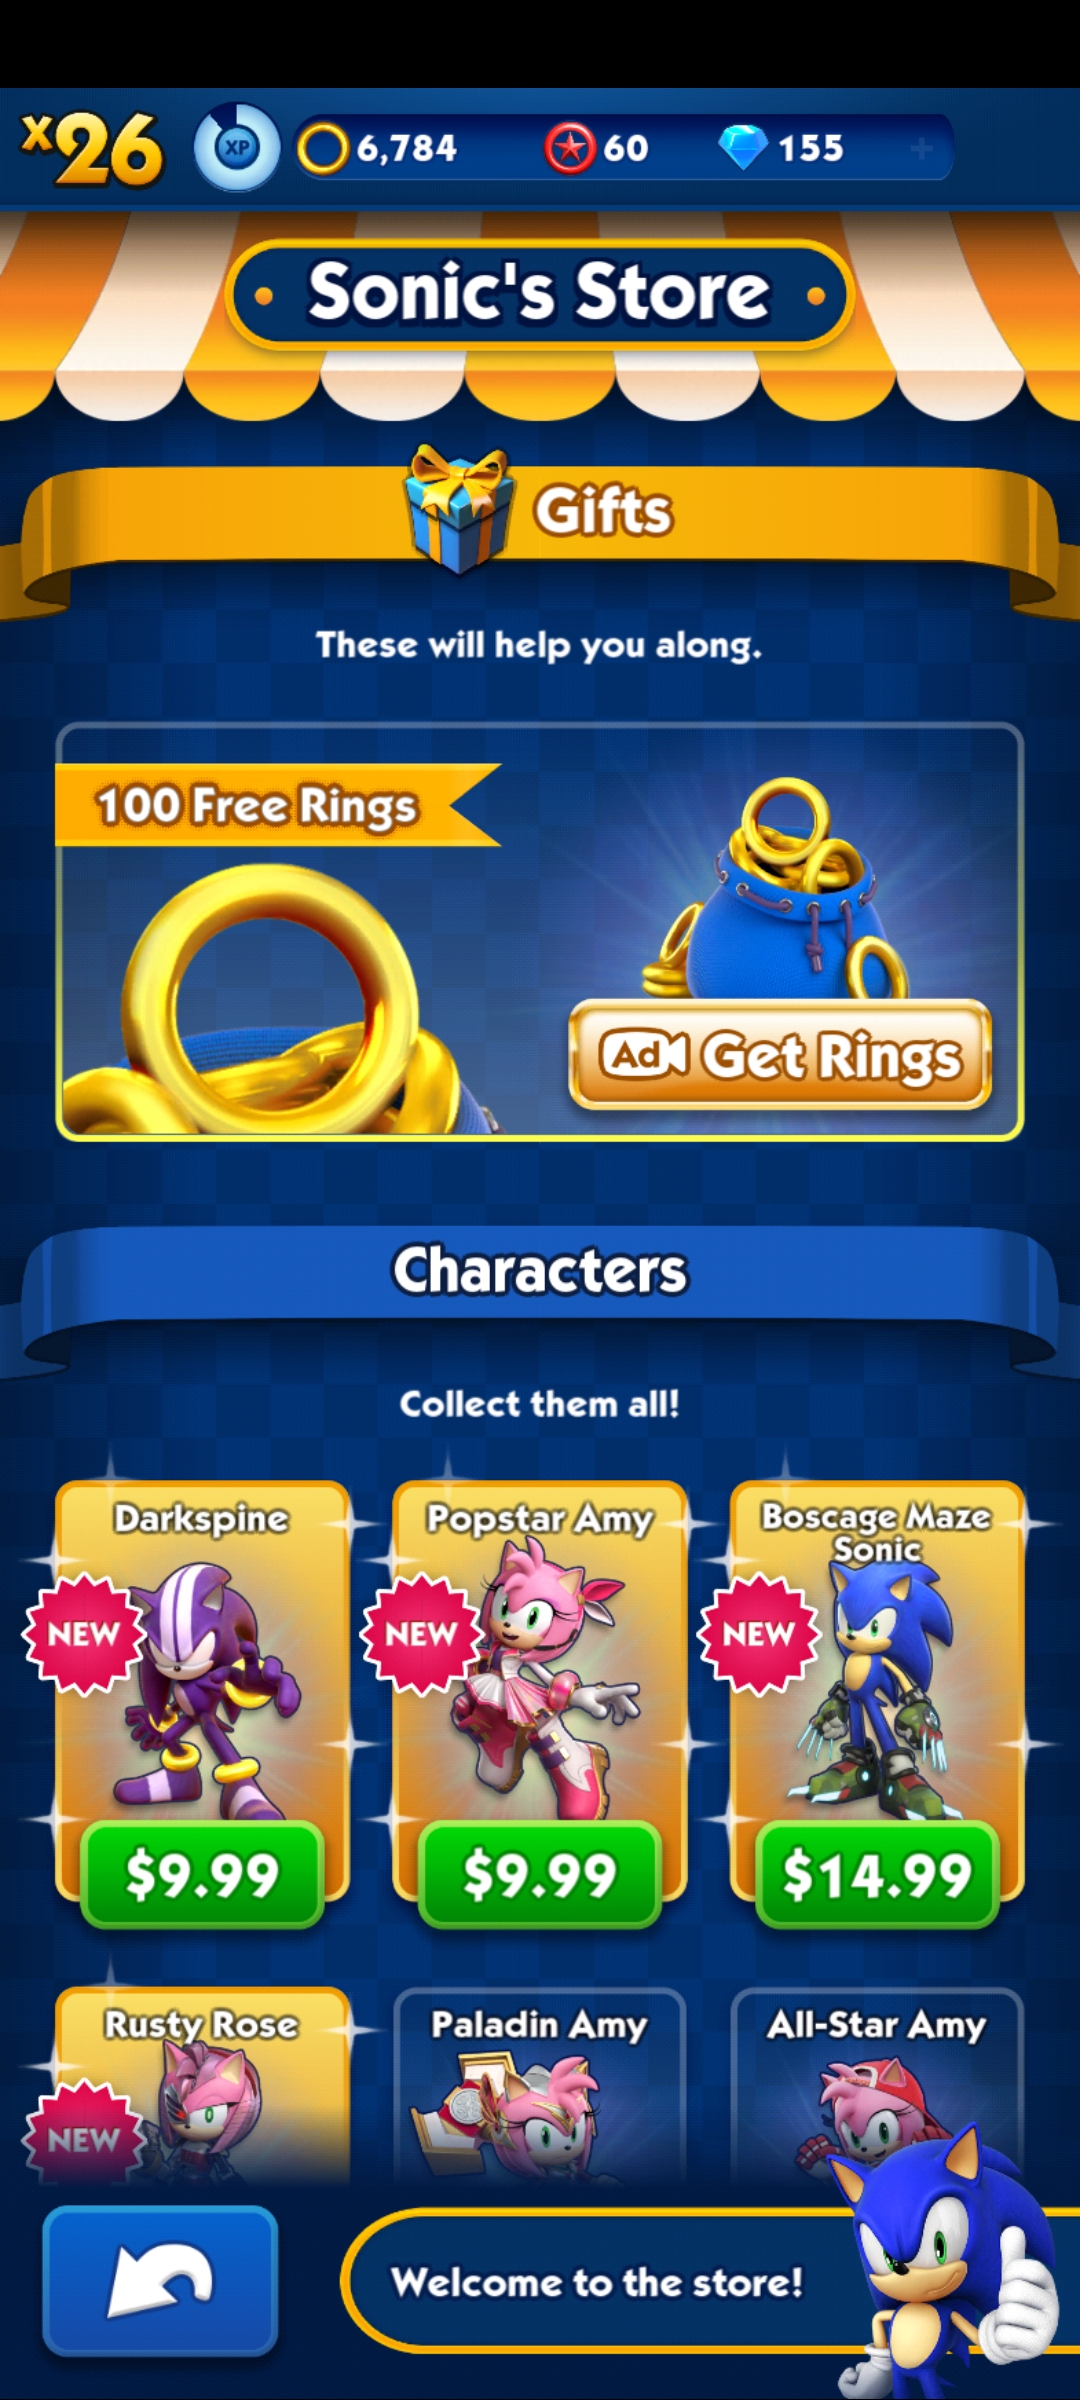 x26
XP
6,784
60
155
Sonic's Store
Gifts
These will help you along.
100 Free Rings
Ad Get Rings
Characters
Collect them all!
Darkspine
NEW
$9.99
Popstar Amy
NEW
$9.99
Boscage Maze
Sonic
NEW
$14.99
Rusty Rose
NEW
Paladin Amy
All-Star Amy
Welcome to the store!